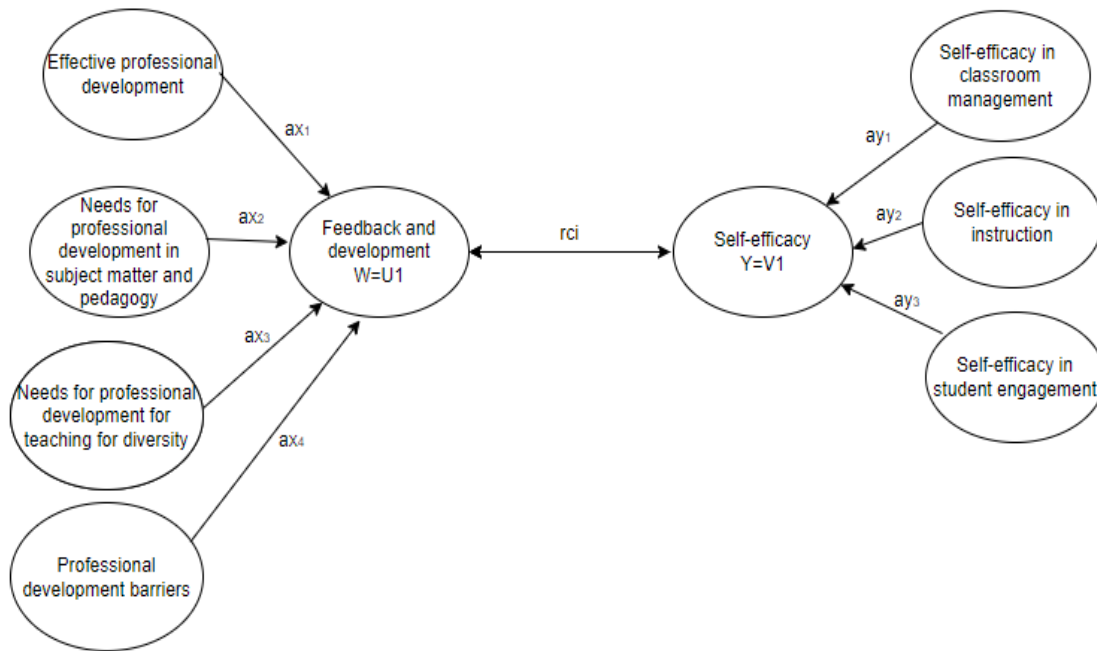 Effective professional
development
ax1
Needs for
professional
development in
subject matter and
pedagogy
ax2
Needs for professional
development for
teaching for diversity
ax3
Professional
development barriers
ax4
Feedback and
development
W=U1
rci
Self-efficacy
Y=V1
Self-efficacy in
classroom
management
ay1
Self-efficacy in
instruction
ay2
Self-efficacy in
student engagement
ay3